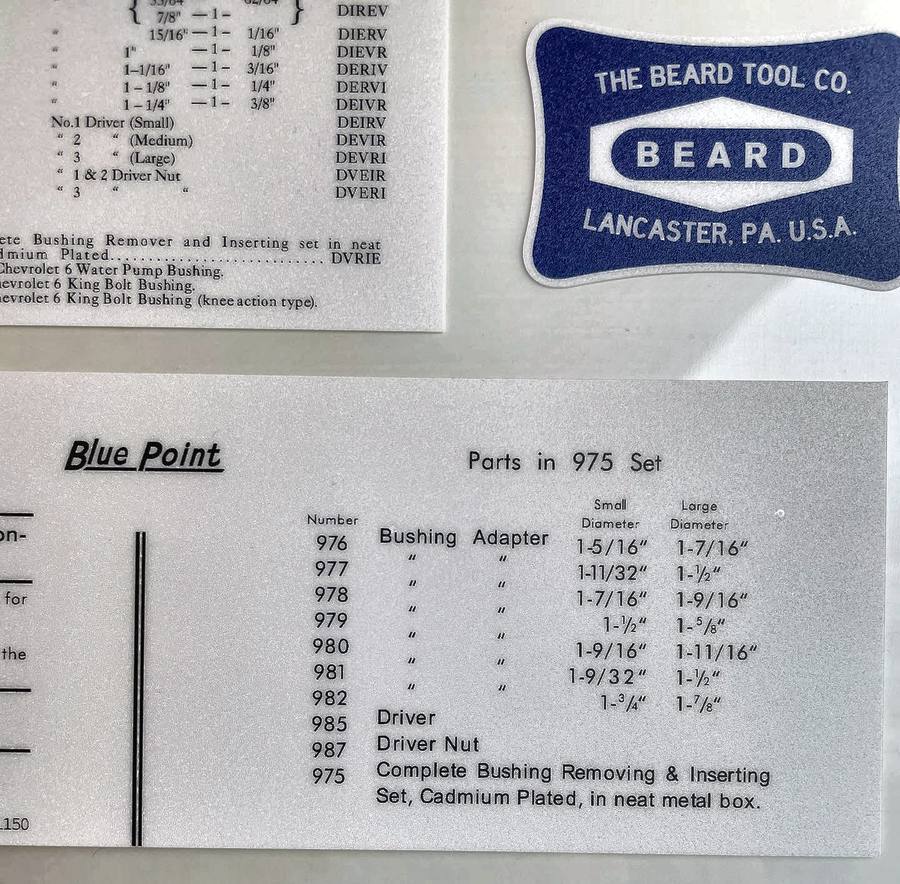 7/8" —1— DIREV
" 15/16" —1— 1/16" DIERV
" 1" —1— 1/8" DIEVR
" 1-1/16" —1— 3/16" DERIV
" 1-1/8" —1— 1/4" DERVI
" 1-1/4" —1— 3/8" DEIVR
No.1 Driver (Small) DEIRV
" 2 " (Medium) DEVIR
" 3 " (Large) DEVRI
" 1 & 2 Driver Nut DVEIR
" 3 " " DVERI
Bushing Remover and Inserting set in neat
Plated.............................. DVRIE
Chevrolet 6 Water Pump Bushing.
6 King Bolt Bushing.
6 King Bolt Bushing (knee action type).
THE BEARD TOOL CO.
BEARD
LANCASTER, PA. U.S.A.
for
the
Blue Point
Parts in 975 Set
Number Small Diameter Large Diameter
976 Bushing Adapter 1-5/16" 1-7/16"
977 " " 1-11/32" 1-½"
978 " " 1-7/16" 1-9/16"
979 " " 1-½" 1-⅝"
980 " " 1-9/16" 1-11/16"
981 " " 1-9/32" 1-½"
982 " " 1-¾" 1-⅞"
985 Driver
987 Driver Nut
975 Complete Bushing Removing & Inserting
Set, Cadmium Plated, in neat metal box.